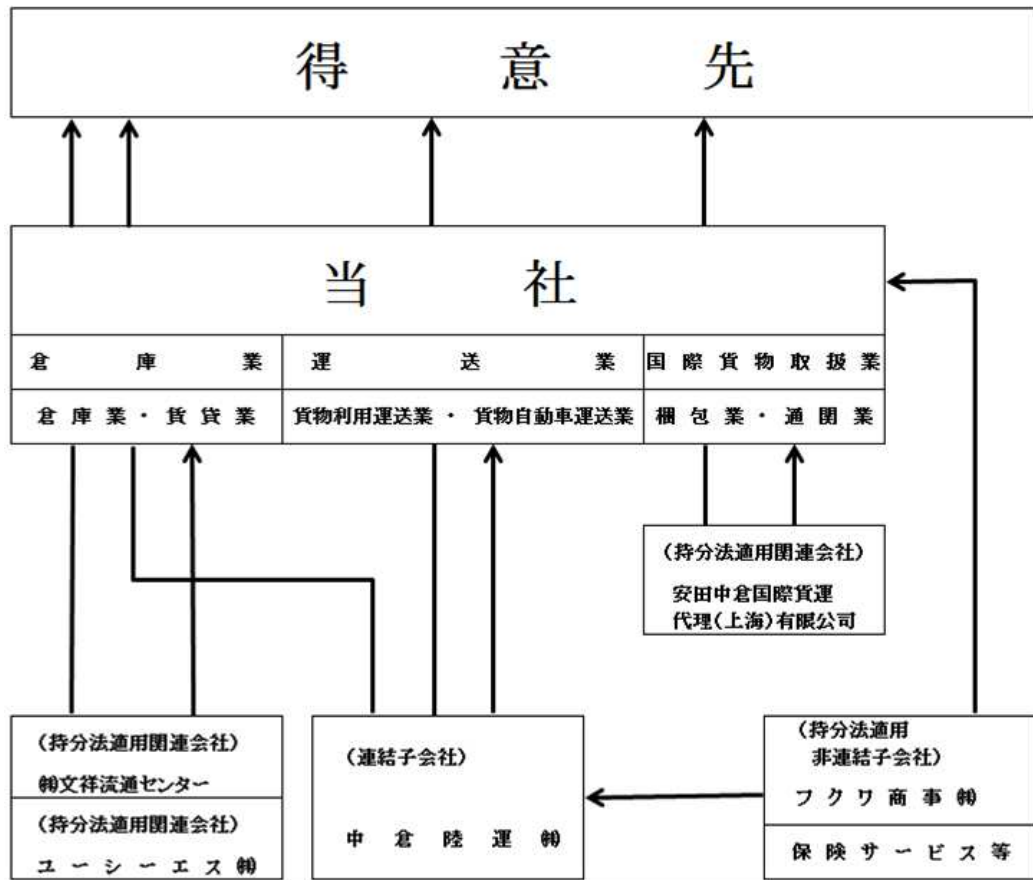 得意先
当社
倉庫業
運送業
国際貨物取扱業
倉庫業・賃貸業
貨物利用運送業・貨物自動車運送業
梱包業・通関業
(持分法適用関連会社)
安田中倉国際貨運
代理(上海)有限公司
(持分法適用関連会社)
㈱文祥流通センター
(持分法適用関連会社)
ユーシーエス㈱
(連結子会社)
中倉陸運㈱
(持分法適用
非連結子会社)
フクワ商事㈱
保険サービス等